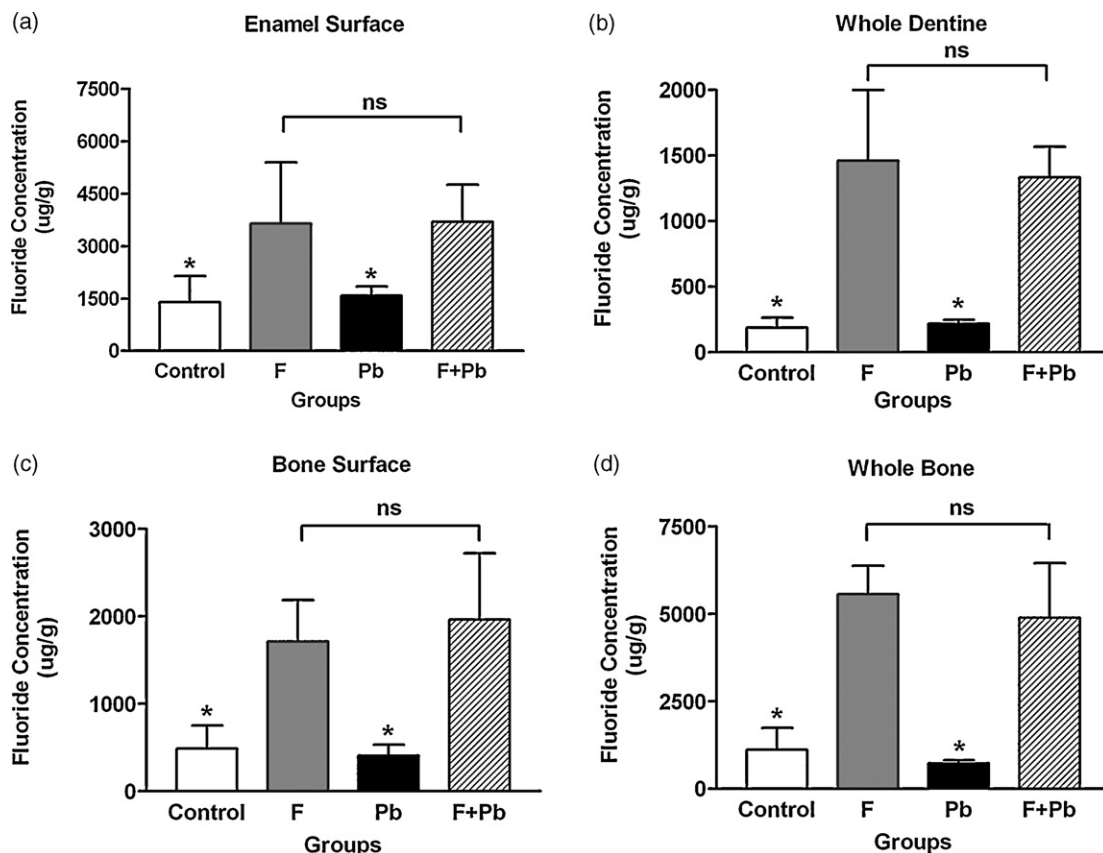 (a)
Enamel Surface
Fluoride Concentration
(ug/g)
7500
6000
4500
3000
1500
0
ns
*
*
Control F Pb F+Pb
Groups
(b)
Whole Dentine
Fluoride Concentration
(ug/g)
2000
1500
1000
500
0
ns
*
*
Control F Pb F+Pb
Groups
(c)
Bone Surface
Fluoride Concentration
(ug/g)
3000
2000
1000
0
ns
*
*
Control F Pb F+Pb
Groups
(d)
Whole Bone
Fluoride Concentration
(ug/g)
7500
5000
2500
0
ns
*
*
Control F Pb F+Pb
Groups